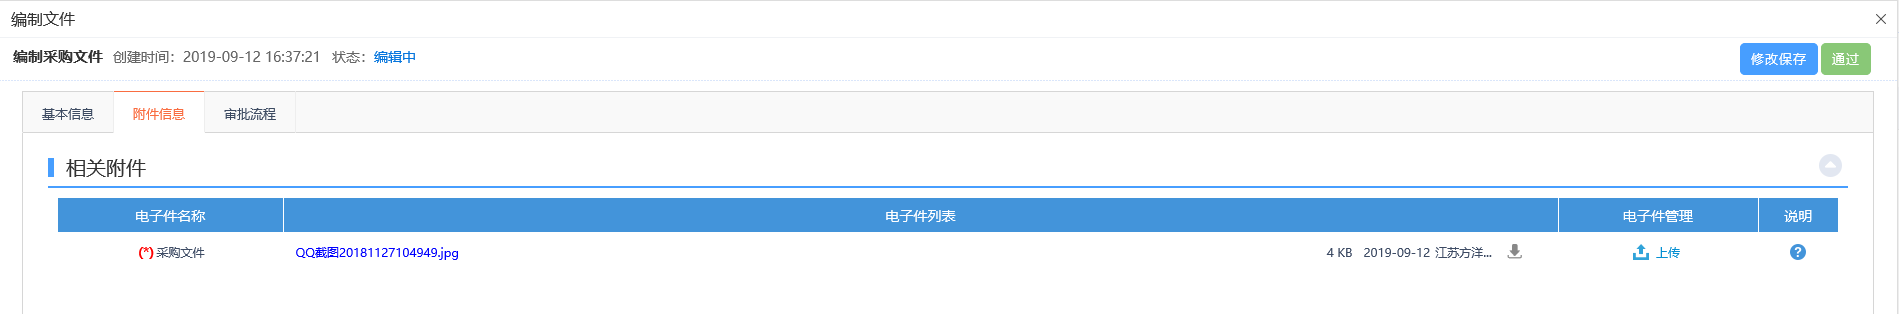 编制文件
编制采购文件 创建时间：2019-09-12 16:37:21 状态：编辑中 修改保存 通过
基本信息 附件信息 审批流程
相关附件
电子件名称 电子件列表 电子件管理 说明
(*) 采购文件 QQ截图20181127104949.jpg 4 KB 2019-09-12 江苏方洋... 上传